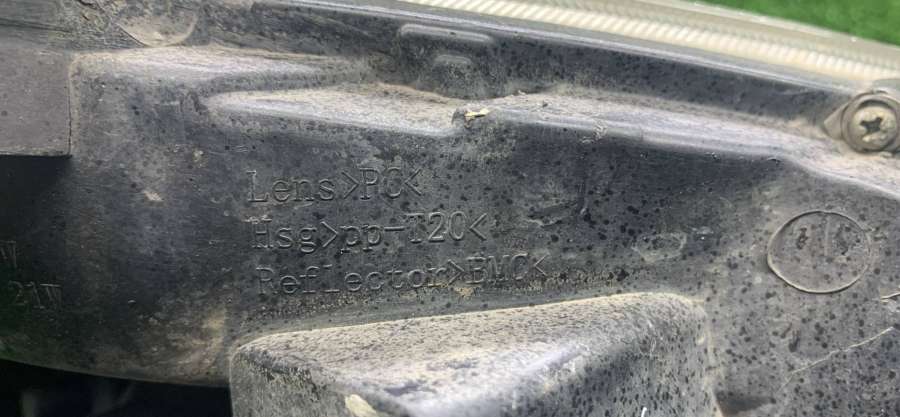 Lens>PC<
Hsg>pp-T20<
Reflector>BMC<
21W